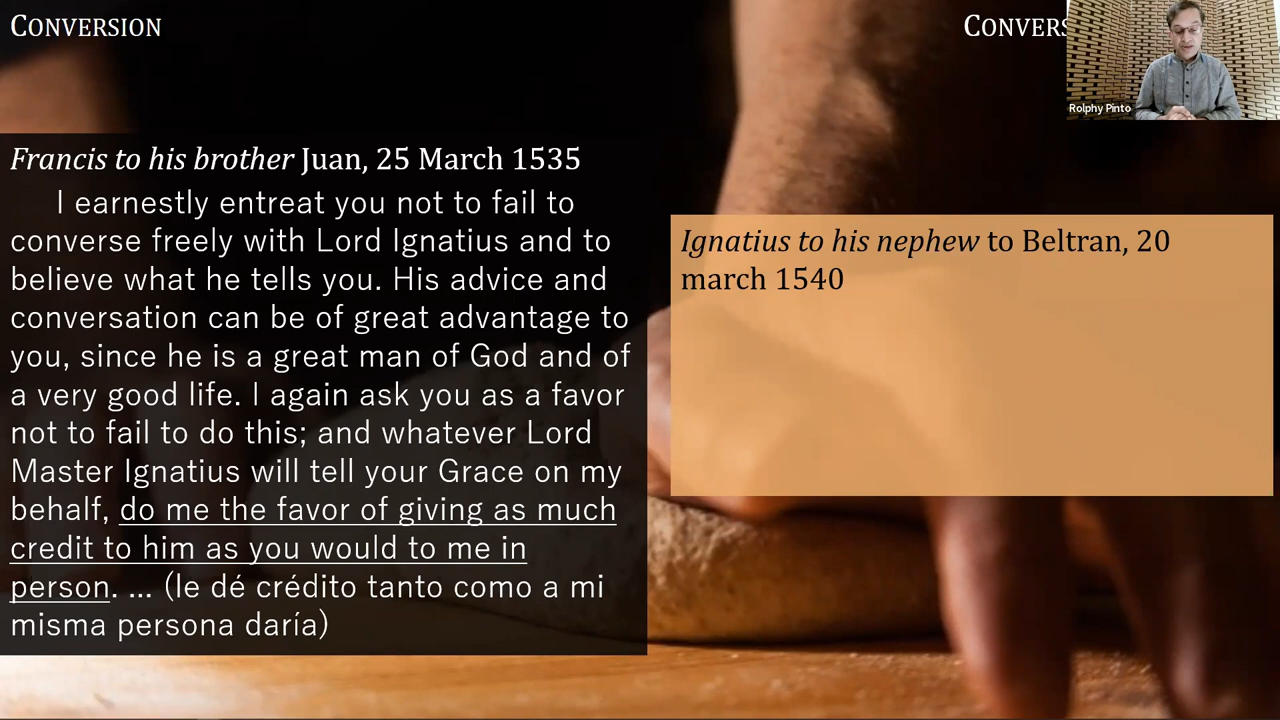 CONVERSION
CONVERS
Rolphy Pinto
Francis to his brother Juan, 25 March 1535
I earnestly entreat you not to fail to
converse freely with Lord Ignatius and to
believe what he tells you. His advice and
conversation can be of great advantage to
you, since he is a great man of God and of
a very good life. I again ask you as a favor
not to fail to do this; and whatever Lord
Master Ignatius will tell your Grace on my
behalf, do me the favor of giving as much
credit to him as you would to me in
person. ... (le dé crédito tanto como a mi
misma persona daría)
Ignatius to his nephew to Beltran, 20
march 1540